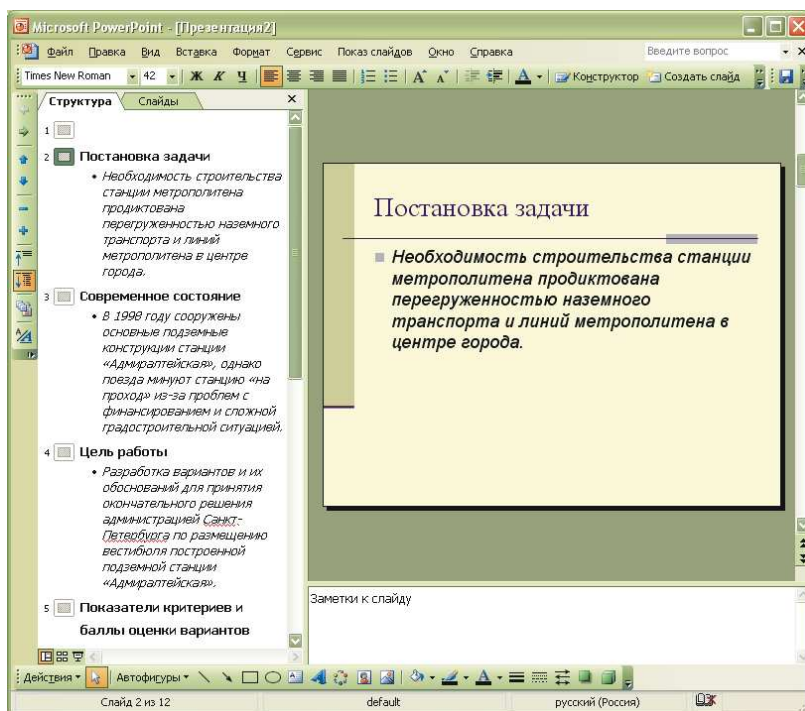 Microsoft PowerPoint - [Презентация2]
Файл Правка Вид Вставка Формат Сервис Показ слайдов Окно Справка Введите вопрос
Times New Roman 42 Ж К Ч A A A Конструктор Создать слайд
Структура Слайды
1
2 Постановка задачи
• Необходимость строительства
станции метрополитена
продиктована
перегруженностью наземного
транспорта и линий
метрополитена в центре
города.
3 Современное состояние
• В 1998 году сооружены
основные подземные
конструкции станции
«Адмиралтейская», однако
поезда минуют станцию «на
проход» из-за проблем с
финансированием и сложной
градостроительной ситуацией.
4 Цель работы
• Разработка вариантов и их
обоснований для принятия
окончательного решения
администрацией Санкт-
Петербурга по размещению
вестибюля построенной
подземной станции
«Адмиралтейская».
5 Показатели критериев и
баллы оценки вариантов
Постановка задачи
Необходимость строительства станции
метрополитена продиктована
перегруженностью наземного
транспорта и линий метрополитена в
центре города.
Заметки к слайду
Действия Автофигуры
Слайд 2 из 12 default русский (Россия)